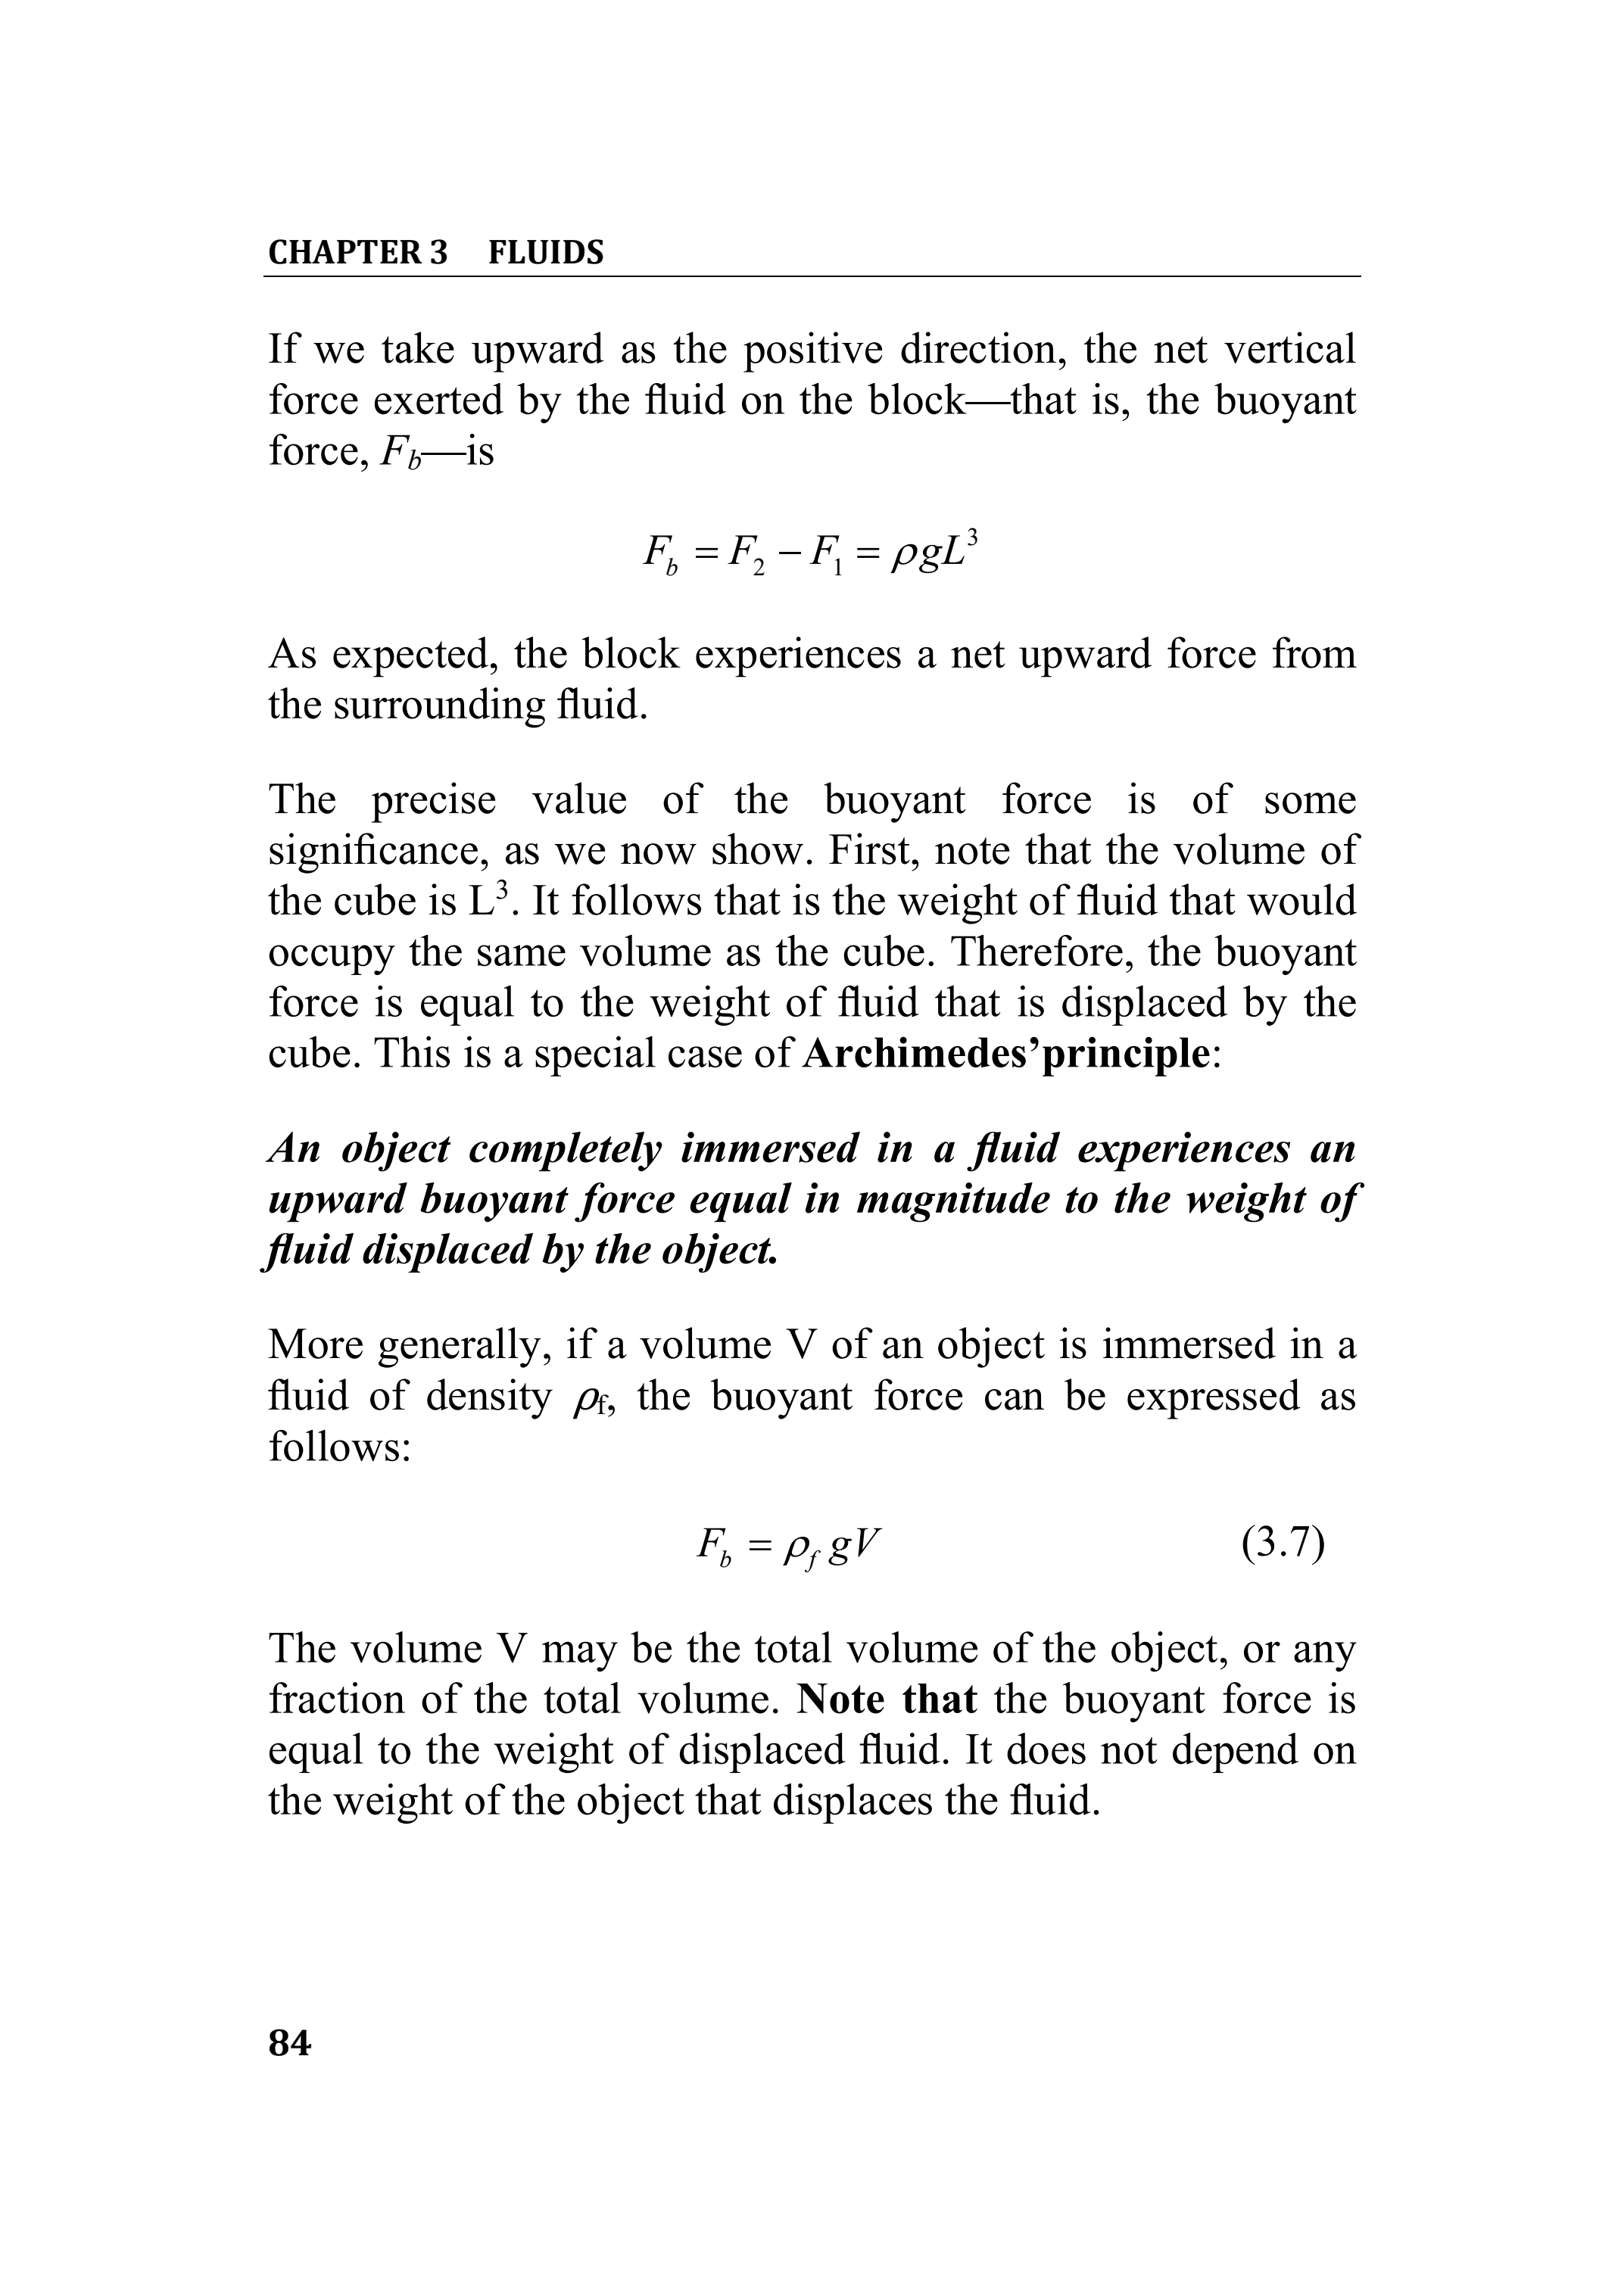 CHAPTER 3 FLUIDS
If we take upward as the positive direction, the net vertical
force exerted by the fluid on the block—that is, the buoyant
force, F_b—is
F_b = F_2 − F_1 = ρgL³
As expected, the block experiences a net upward force from
the surrounding fluid.
The precise value of the buoyant force is of some
significance, as we now show. First, note that the volume of
the cube is L³. It follows that is the weight of fluid that would
occupy the same volume as the cube. Therefore, the buoyant
force is equal to the weight of fluid that is displaced by the
cube. This is a special case of Archimedes’principle:
An object completely immersed in a fluid experiences an
upward buoyant force equal in magnitude to the weight of
fluid displaced by the object.
More generally, if a volume V of an object is immersed in a
fluid of density ρ_f, the buoyant force can be expressed as
follows:
F_b = ρ_f gV (3.7)
The volume V may be the total volume of the object, or any
fraction of the total volume. Note that the buoyant force is
equal to the weight of displaced fluid. It does not depend on
the weight of the object that displaces the fluid.
84